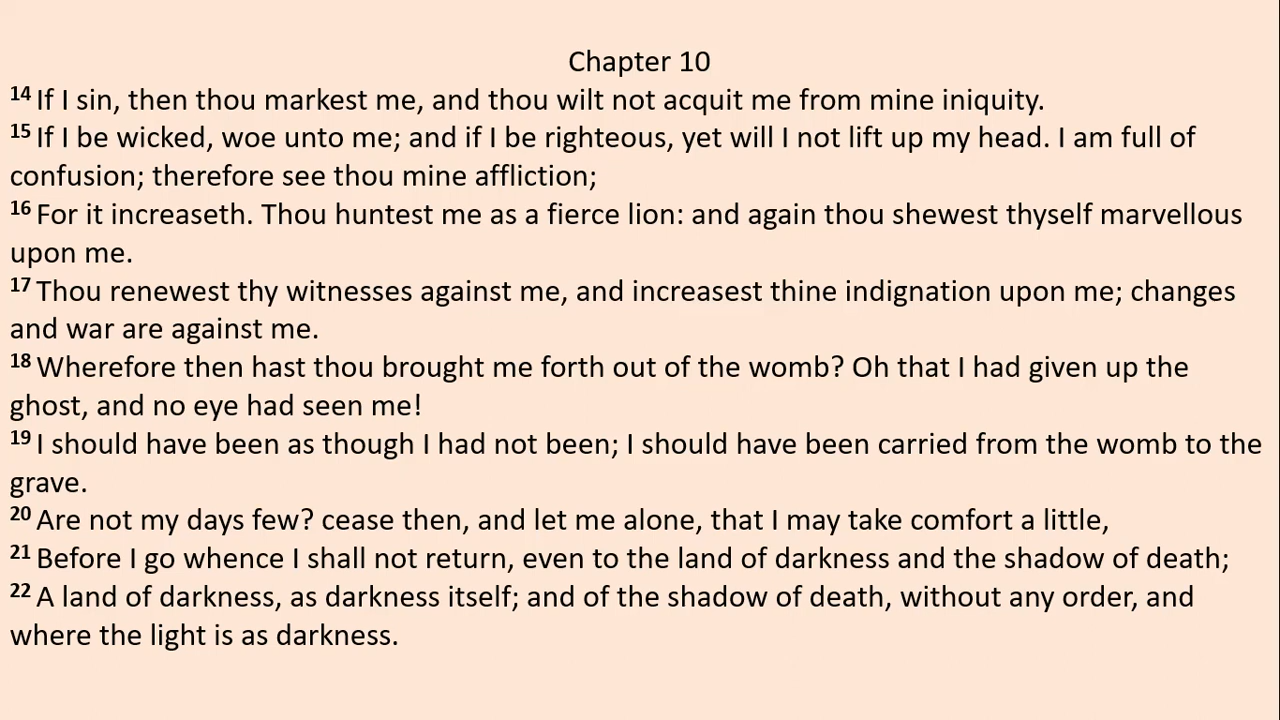 Chapter 10
14 If I sin, then thou markest me, and thou wilt not acquit me from mine iniquity.
15 If I be wicked, woe unto me; and if I be righteous, yet will I not lift up my head. I am full of
confusion; therefore see thou mine affliction;
16 For it increaseth. Thou huntest me as a fierce lion: and again thou shewest thyself marvellous
upon me.
17 Thou renewest thy witnesses against me, and increasest thine indignation upon me; changes
and war are against me.
18 Wherefore then hast thou brought me forth out of the womb? Oh that I had given up the
ghost, and no eye had seen me!
19 I should have been as though I had not been; I should have been carried from the womb to the
grave.
20 Are not my days few? cease then, and let me alone, that I may take comfort a little,
21 Before I go whence I shall not return, even to the land of darkness and the shadow of death;
22 A land of darkness, as darkness itself; and of the shadow of death, without any order, and
where the light is as darkness.